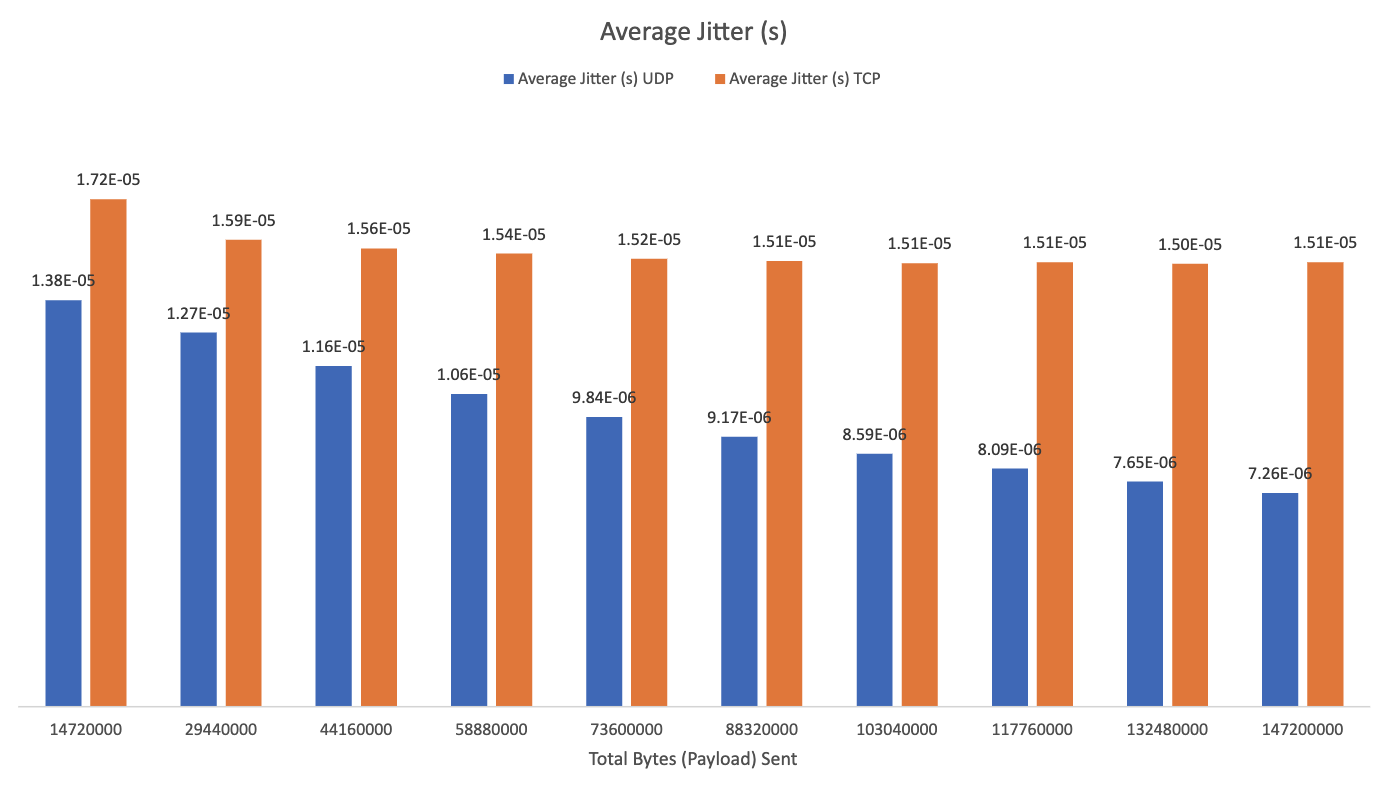 Average Jitter (s)
Average Jitter (s) UDP Average Jitter (s) TCP
1.72E-05
1.59E-05
1.56E-05
1.54E-05
1.52E-05
1.51E-05
1.51E-05
1.51E-05
1.50E-05
1.51E-05
1.38E-05
1.27E-05
1.16E-05
1.06E-05
9.84E-06
9.17E-06
8.59E-06
8.09E-06
7.65E-06
7.26E-06
14720000 29440000 44160000 58880000 73600000 88320000 103040000 117760000 132480000 147200000
Total Bytes (Payload) Sent